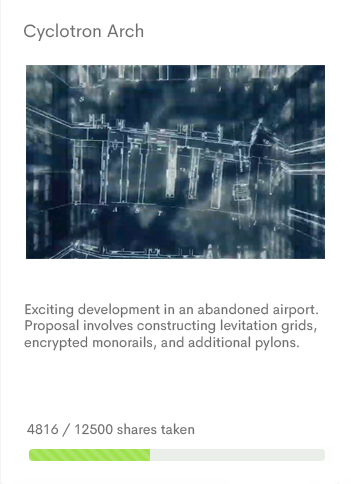 Cyclotron Arch
Exciting development in an abandoned airport.
Proposal involves constructing levitation grids,
encrypted monorails, and additional pylons.
4816 / 12500 shares taken